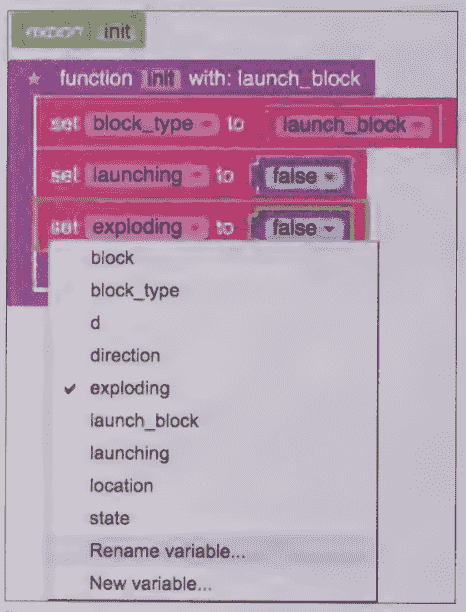 init
function init with: launch_block
set block_type to launch_block
set launching to false
set exploding to false
block
block_type
d
direction
exploding
launch_block
launching
location
state
Rename variable...
New variable...